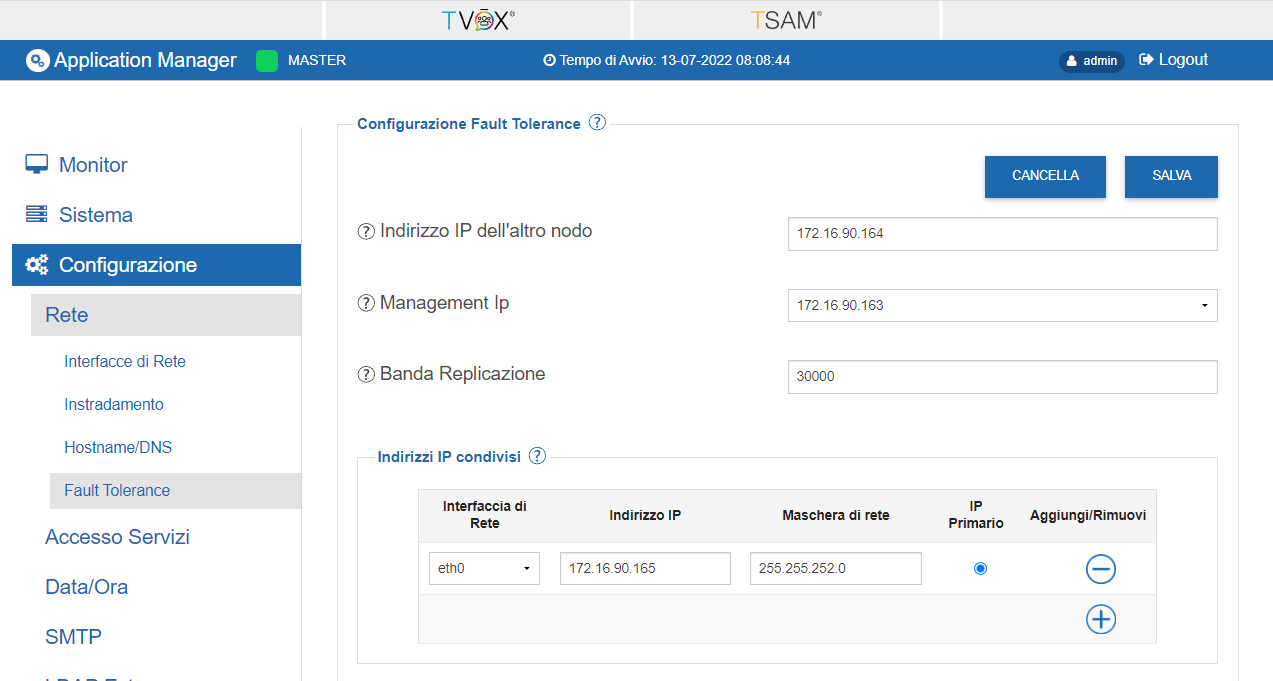 TVOX®
TSAM®
Application Manager
MASTER
Tempo di Avvio: 13-07-2022 08:08:44
admin
Logout
Monitor
Sistema
Configurazione
Rete
Interfacce di Rete
Instradamento
Hostname/DNS
Fault Tolerance
Accesso Servizi
Data/Ora
SMTP
Configurazione Fault Tolerance ?
CANCELLA
SALVA
? Indirizzo IP dell'altro nodo
172.16.90.164
? Management Ip
172.16.90.163
? Banda Replicazione
30000
Indirizzi IP condivisi ?
Interfaccia di
Rete
Indirizzo IP
Maschera di rete
IP
Primario
Aggiungi/Rimuovi
eth0
172.16.90.165
255.255.252.0